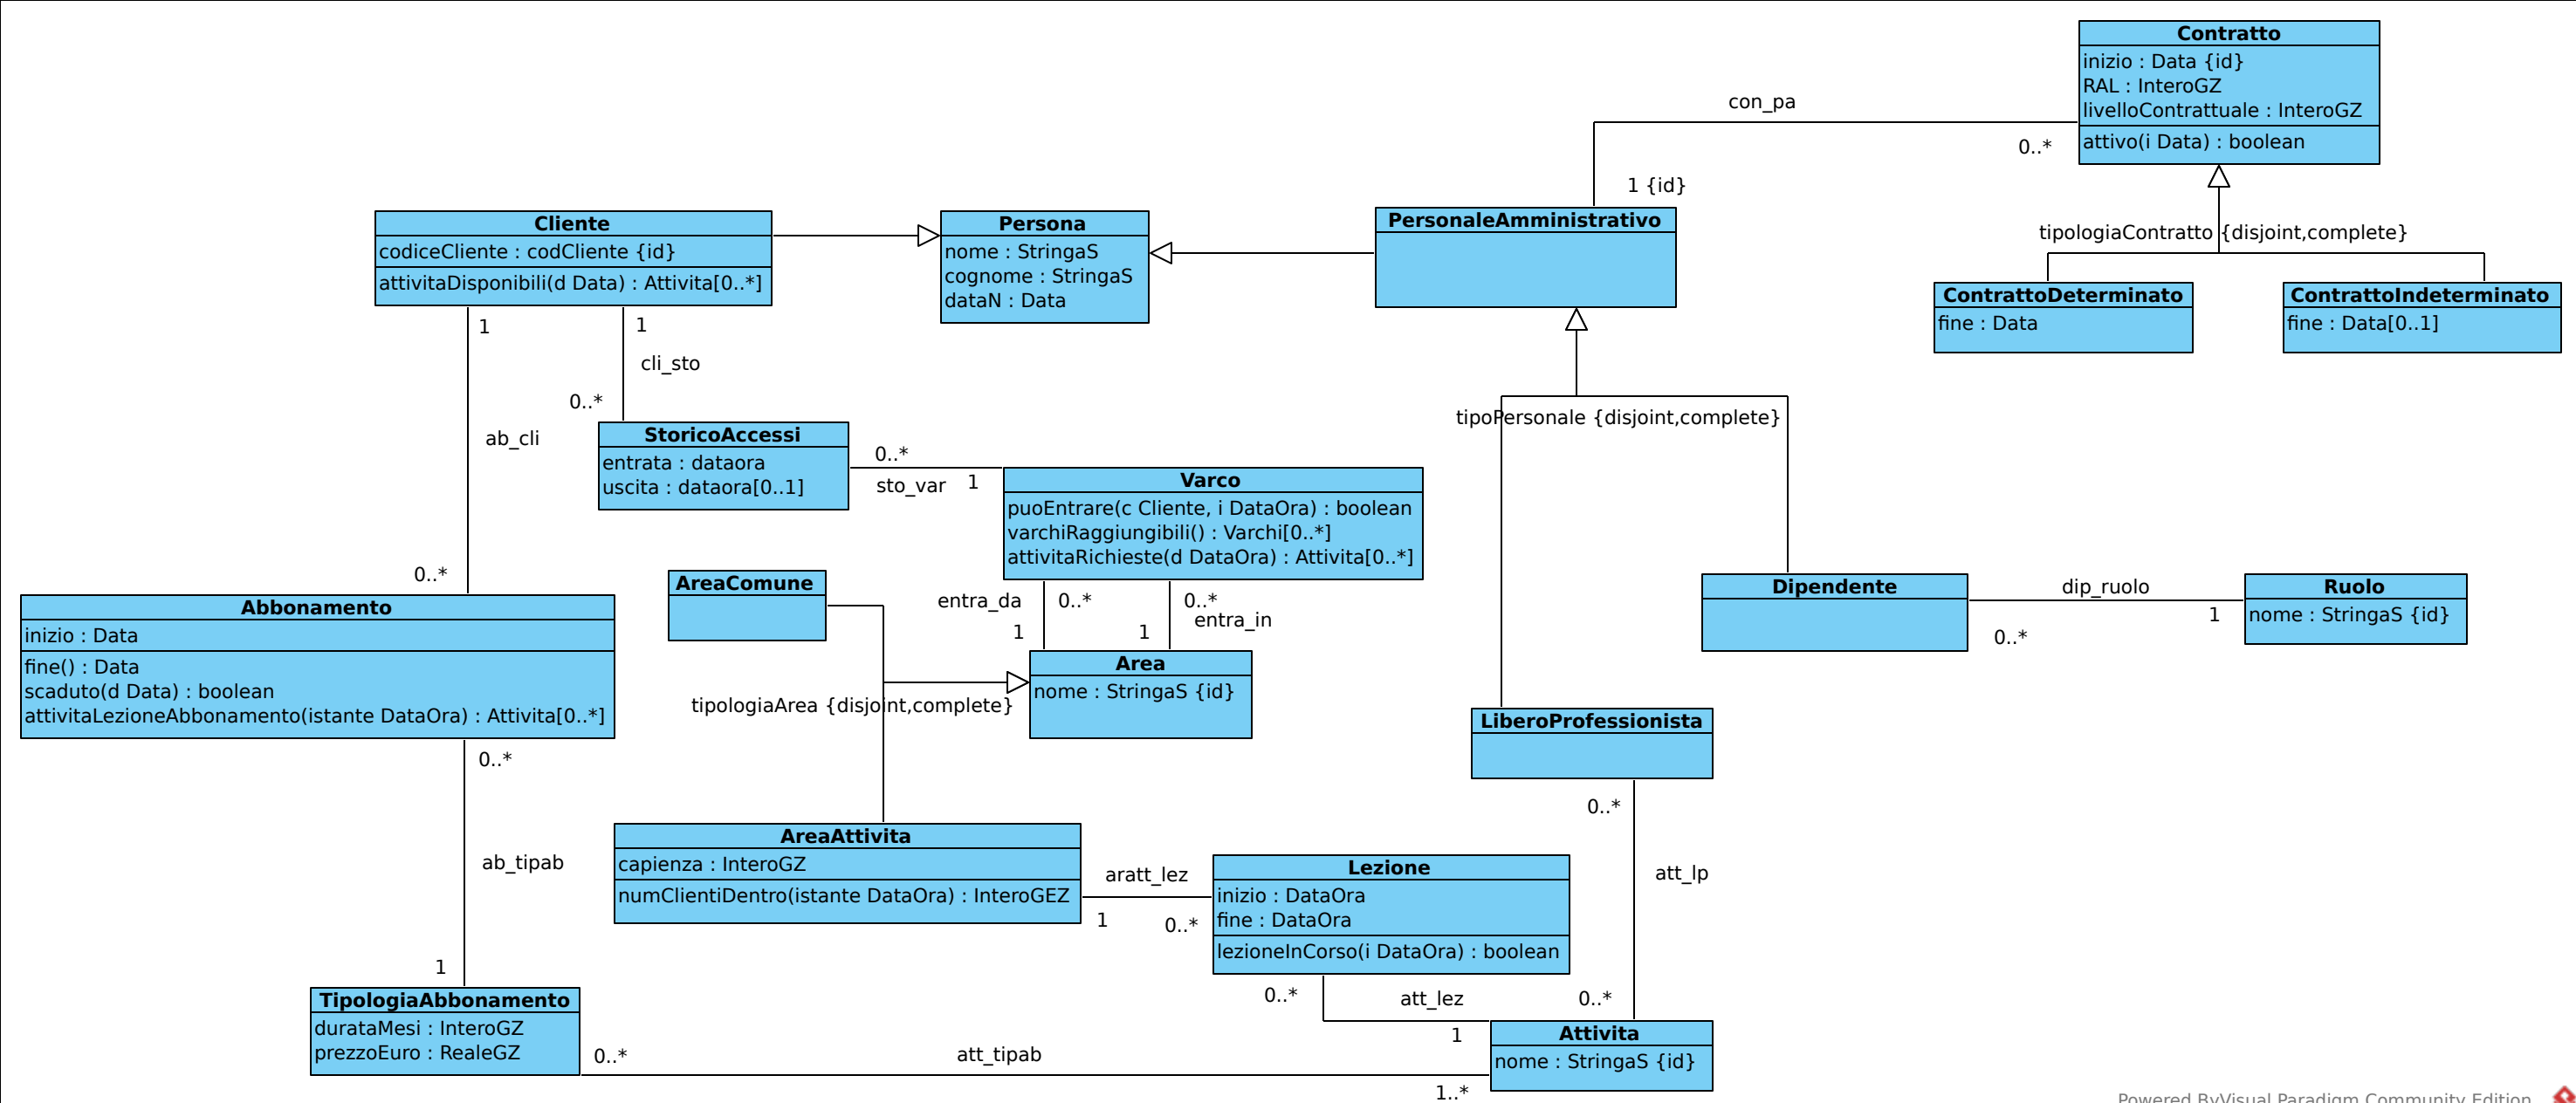 Contratto
inizio : Data {id}
RAL : InteroGZ
livelloContrattuale : InteroGZ
attivo(i Data) : boolean
con_pa
0..*
1 {id}
Cliente
codiceCliente : codCliente {id}
attivitaDisponibili(d Data) : Attivita[0..*]
Persona
nome : StringaS
cognome : StringaS
dataN : Data
PersonaleAmministrativo
tipologiaContratto {disjoint,complete}
ContrattoDeterminato
fine : Data
ContrattoIndeterminato
fine : Data[0..1]
1
1
cli_sto
0..*
ab_cli
StoricoAccessi
entrata : dataora
uscita : dataora[0..1]
0..*
sto_var
1
Varco
puoEntrare(c Cliente, i DataOra) : boolean
varchiRaggiungibili() : Varchi[0..*]
attivitaRichieste(d DataOra) : Attivita[0..*]
tipoPersonale {disjoint,complete}
0..*
AreaComune
entra_da
0..*
0..*
entra_in
1
1
Dipendente
dip_ruolo
0..*
1
Ruolo
nome : StringaS {id}
Abbonamento
inizio : Data
fine() : Data
scaduto(d Data) : boolean
attivitaLezioneAbbonamento(istante DataOra) : Attivita[0..*]
tipologiaArea {disjoint,complete}
Area
nome : StringaS {id}
LiberoProfessionista
0..*
0..*
ab_tipab
AreaAttivita
capienza : InteroGZ
numClientiDentro(istante DataOra) : InteroGEZ
aratt_lez
1
0..*
Lezione
inizio : DataOra
fine : DataOra
lezioneInCorso(i DataOra) : boolean
att_lp
1
0..*
att_lez
0..*
1
TipologiaAbbonamento
durataMesi : InteroGZ
prezzoEuro : RealeGZ
0..*
att_tipab
1..*
Attivita
nome : StringaS {id}
Powered ByVisual Paradigm Community Edition